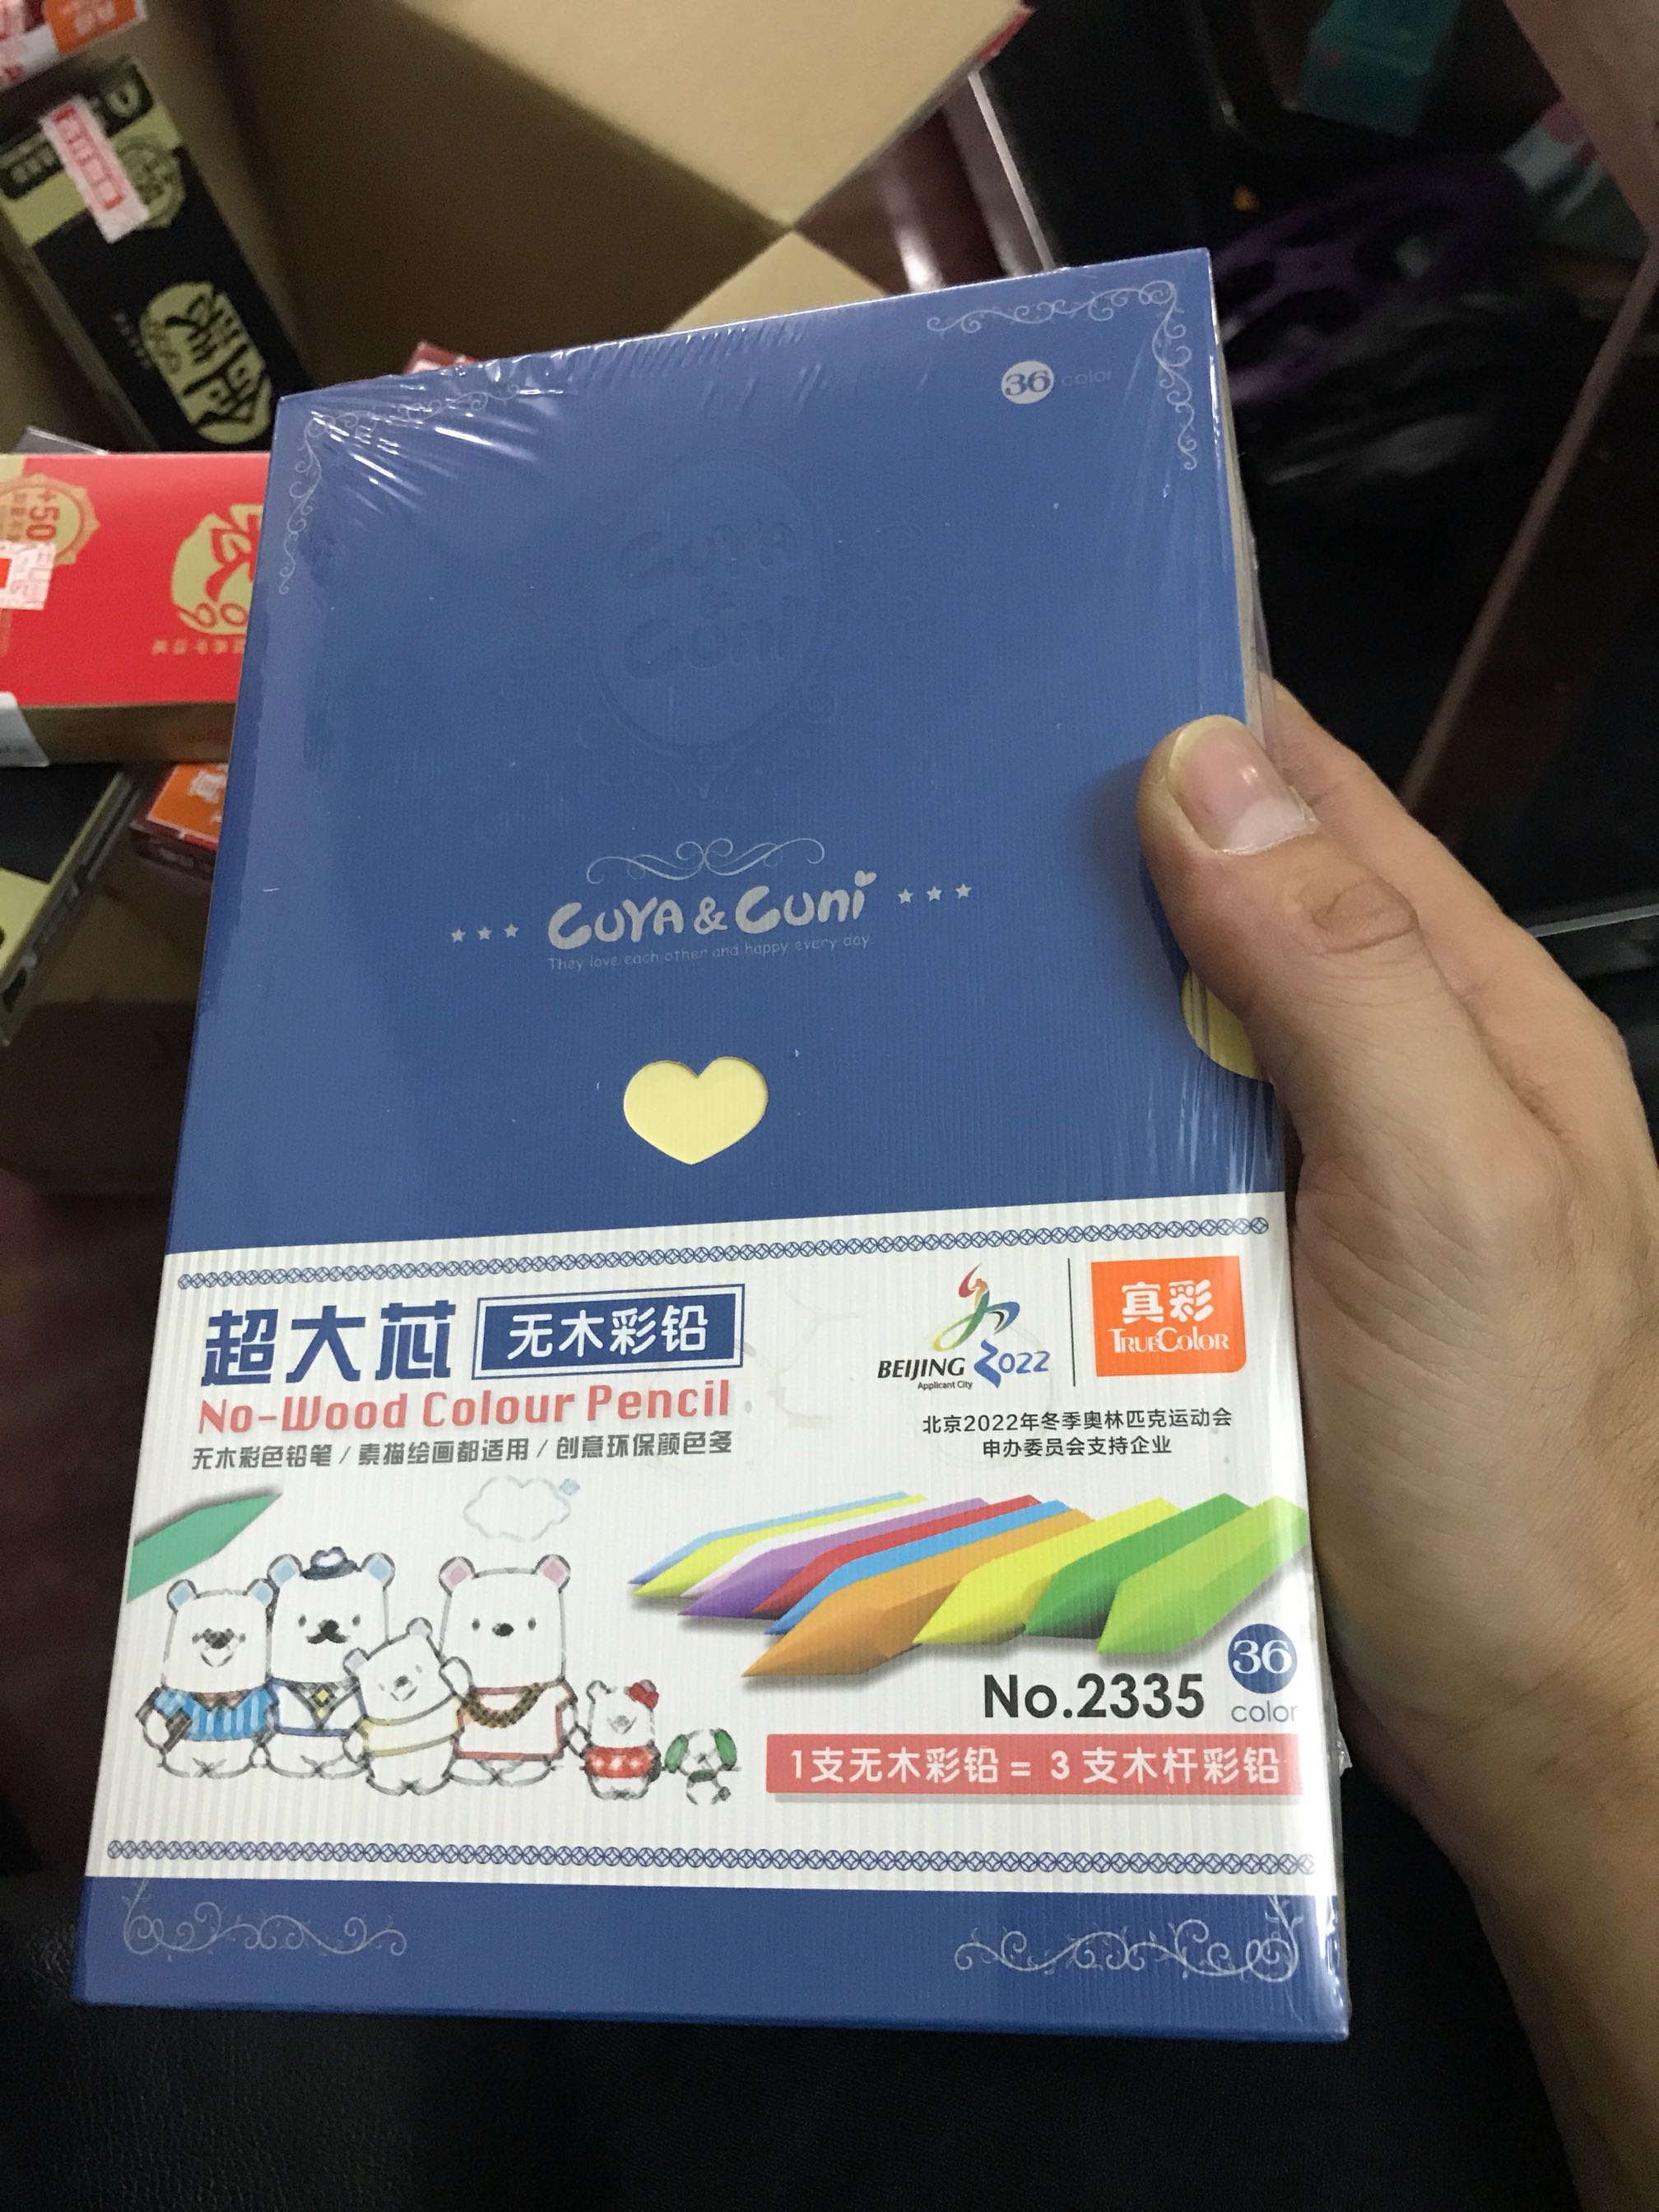 36 color
CUYA
&
Cuni
CUYA & Cuni
They love each other and happy every day
超大芯 无木彩铅
No-Wood Colour Pencil
无木彩色铅笔 / 素描绘画都适用 / 创意环保颜色多
BEIJING 2022
Applicant City
真彩
TRUECOLOR
北京2022年冬季奥林匹克运动会
申办委员会支持企业
No.2335
36
color
1支无木彩铅 = 3 支木杆彩铅
+50